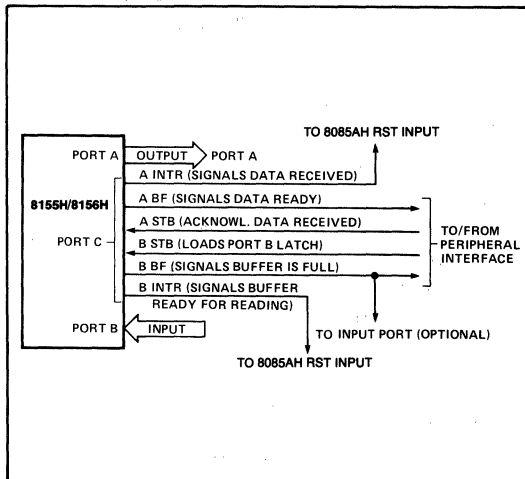 TO 8085AH RST INPUT
PORT A
OUTPUT
PORT A
A INTR (SIGNALS DATA RECEIVED)
8155H/8156H
A BF (SIGNALS DATA READY)
A STB (ACKNOWL. DATA RECEIVED)
PORT C
B STB (LOADS PORT B LATCH)
TO/FROM
PERIPHERAL
INTERFACE
B BF (SIGNALS BUFFER IS FULL)
B INTR (SIGNALS BUFFER
READY FOR READING)
PORT B
INPUT
TO INPUT PORT (OPTIONAL)
TO 8085AH RST INPUT